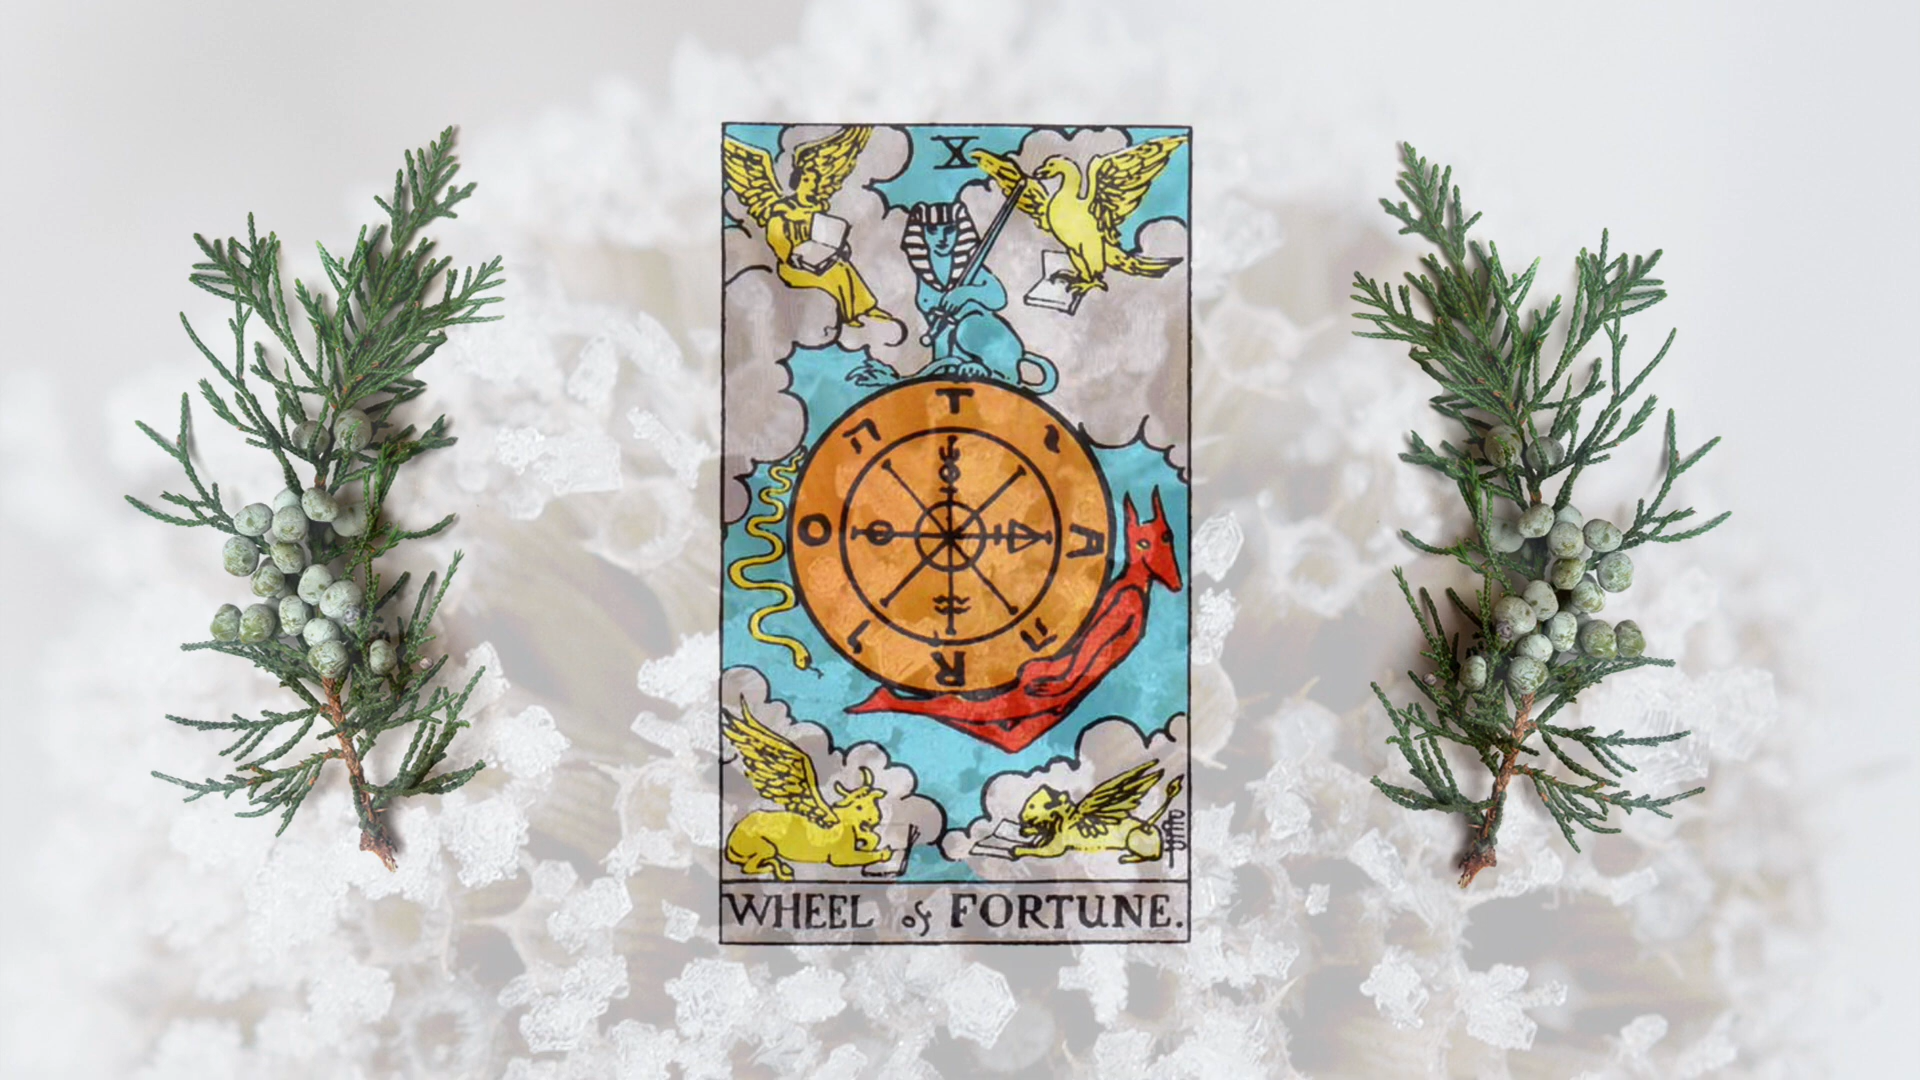 X
T
ה י
O A
ו ה
R
WHEEL of FORTUNE.